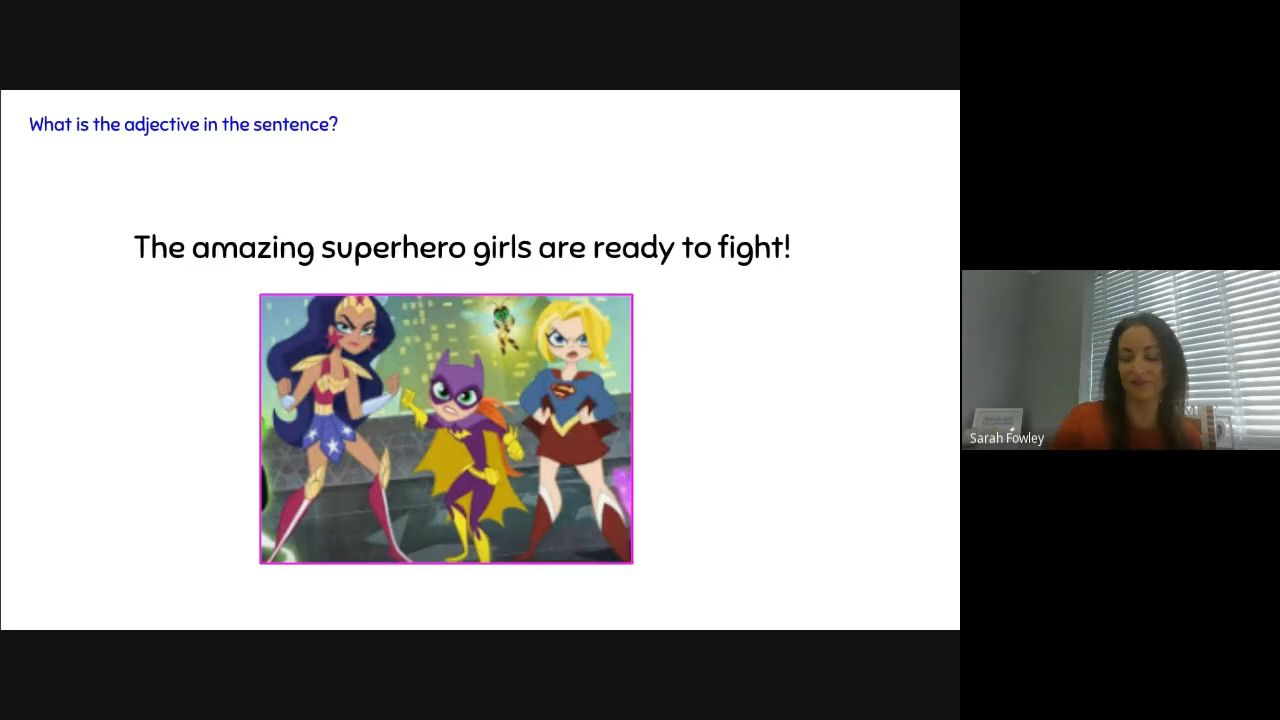 What is the adjective in the sentence?
The amazing superhero girls are ready to fight!
Sarah Fowley